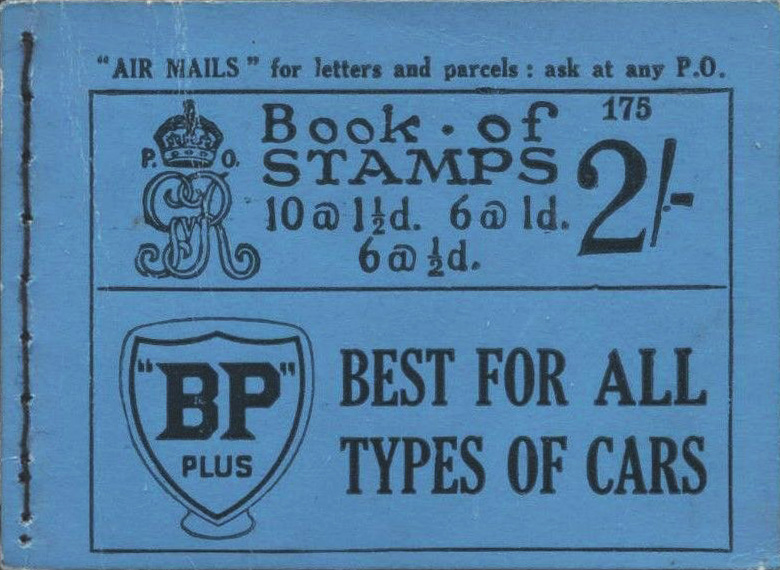 "AIR MAILS" for letters and parcels : ask at any P.O.
175
P. O.
GVR
Book · of
STAMPS
2/-
10 @ 1½d. 6 @ 1d.
6 @ ½d.
"BP"
PLUS
BEST FOR ALL
TYPES OF CARS